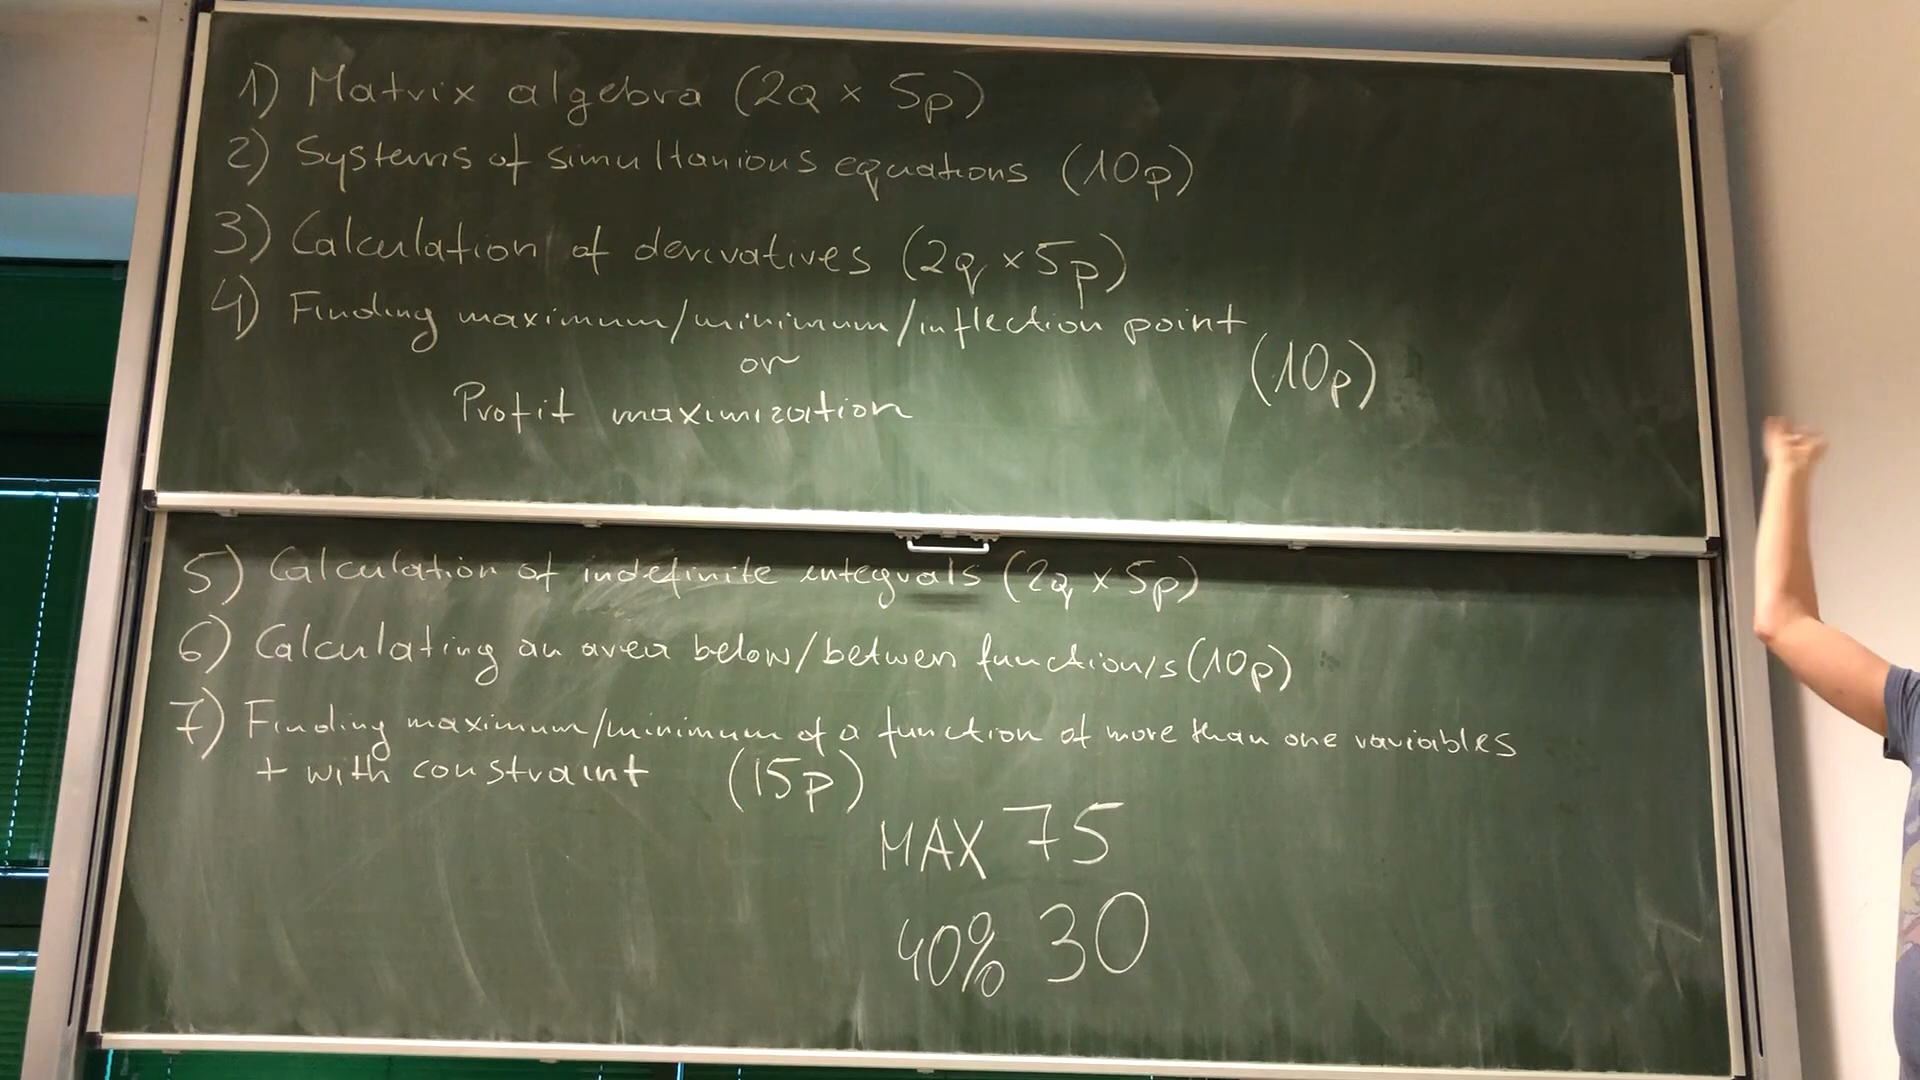 1) Matrix algebra (2Q × 5p)
2) Systems of simultanious equations (10p)
3) Calculation of derivatives (2q × 5p)
4) Finding maximum/minimum/inflection point
or
Profit maximization
(10p)
5) Calculation of indefinite integrals (2q × 5p)
6) Calculating an area below/betwen function/s (10p)
7) Finding maximum/minimum of a function of more than one variables
+ with constraint (15p)
MAX 75
40% 30